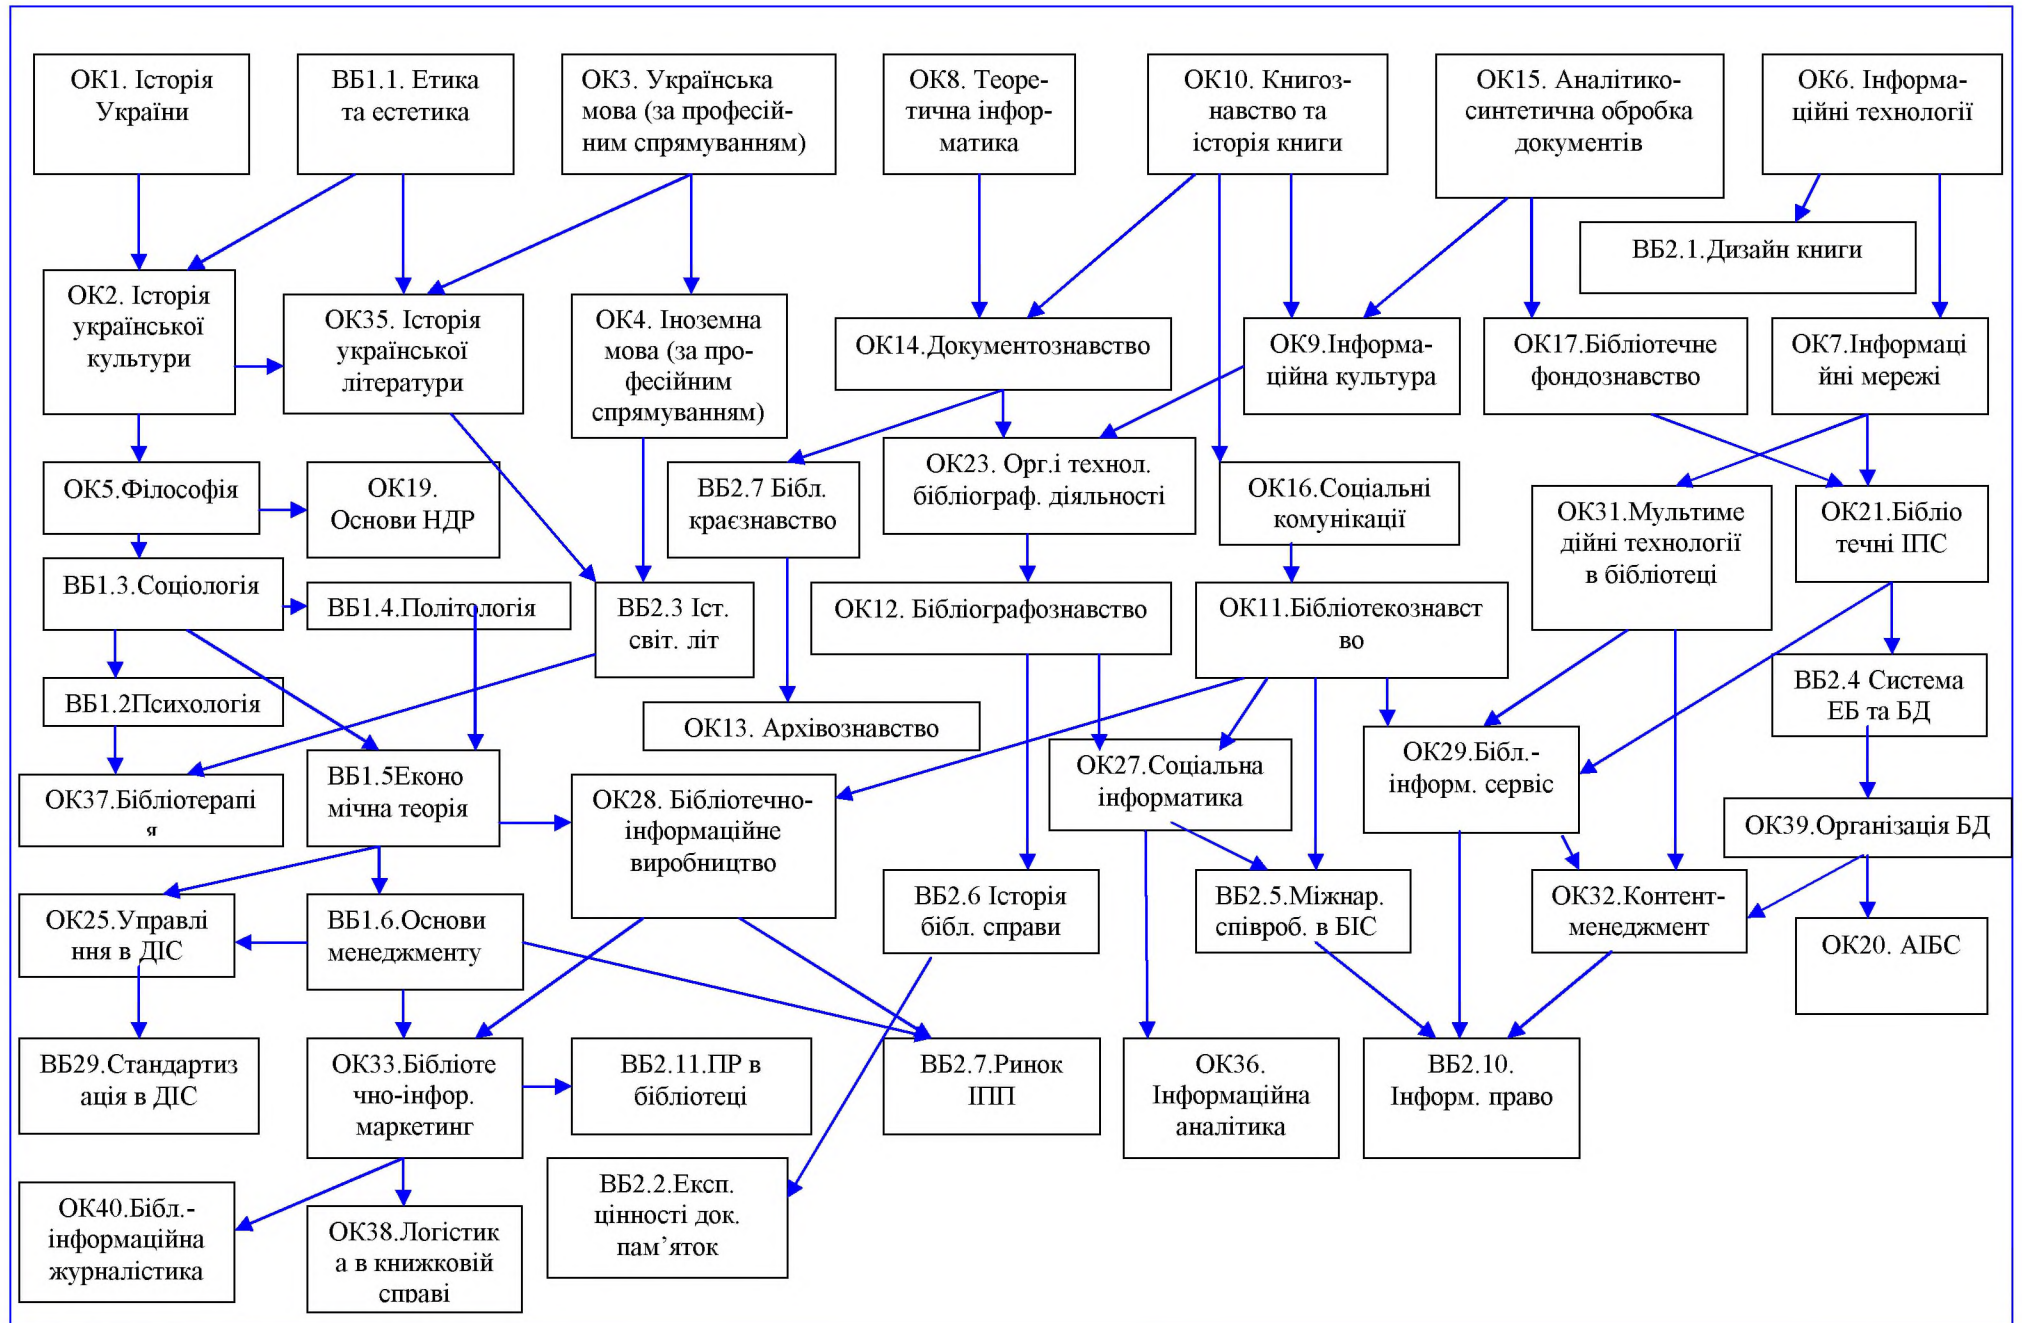 ОК1. Історія
України
ВБ1.1. Етика
та естетика
ОК3. Українська
мова (за професій-
ним спрямуванням)
ОК8. Теоре-
тична інфор-
матика
ОК10. Книгоз-
навство та
історія книги
ОК15. Аналітико-
синтетична обробка
документів
ОК6. Інформа-
ційні технології
ВБ2.1.Дизайн книги
ОК2. Історія
української
культури
ОК35. Історія
української
літератури
ОК4. Іноземна
мова (за про-
фесійним
спрямуванням)
ОК14.Документознавство
ОК9.Інформа-
ційна культура
ОК17.Бібліотечне
фондознавство
ОК7.Інформаці
йні мережі
ОК5.Філософія
ОК19.
Основи НДР
ВБ2.7 Бібл.
краєзнавство
ОК23. Орг.і технол.
бібліограф. діяльності
ОК16.Соціальні
комунікації
ОК31.Мультиме
дійні технології
в бібліотеці
ОК21.Бібліо
течні ІПС
ВБ1.3.Соціологія
ВБ1.4.Політологія
ВБ2.3 Іст.
світ. літ
ОК12. Бібліографознавство
ОК11.Бібліотекознавст
во
ВБ1.2Психологія
ОК13. Архівознавство
ВБ2.4 Система
ЕБ та БД
ОК37.Бібліотерапі
я
ВБ1.5Еконо
мічна теорія
ОК28. Бібліотечно-
інформаційне
виробництво
ОК27.Соціальна
інформатика
ОК29.Бібл.-
інформ. сервіс
ОК39.Організація БД
ОК25.Управлі
ння в ДІС
ВБ1.6.Основи
менеджменту
ВБ2.6 Історія
бібл. справи
ВБ2.5.Міжнар.
співроб. в БІС
ОК32.Контент-
менеджмент
ОК20. АІБС
ВБ29.Стандартиз
ація в ДІС
ОК33.Бібліоте
чно-інфор.
маркетинг
ВБ2.11.ПР в
бібліотеці
ВБ2.7.Ринок
ІПП
ОК36.
Інформаційна
аналітика
ВБ2.10.
Інформ. право
ОК40.Бібл.-
інформаційна
журналістика
ОК38.Логістик
а в книжковій
справі
ВБ2.2.Експ.
цінності док.
пам’яток